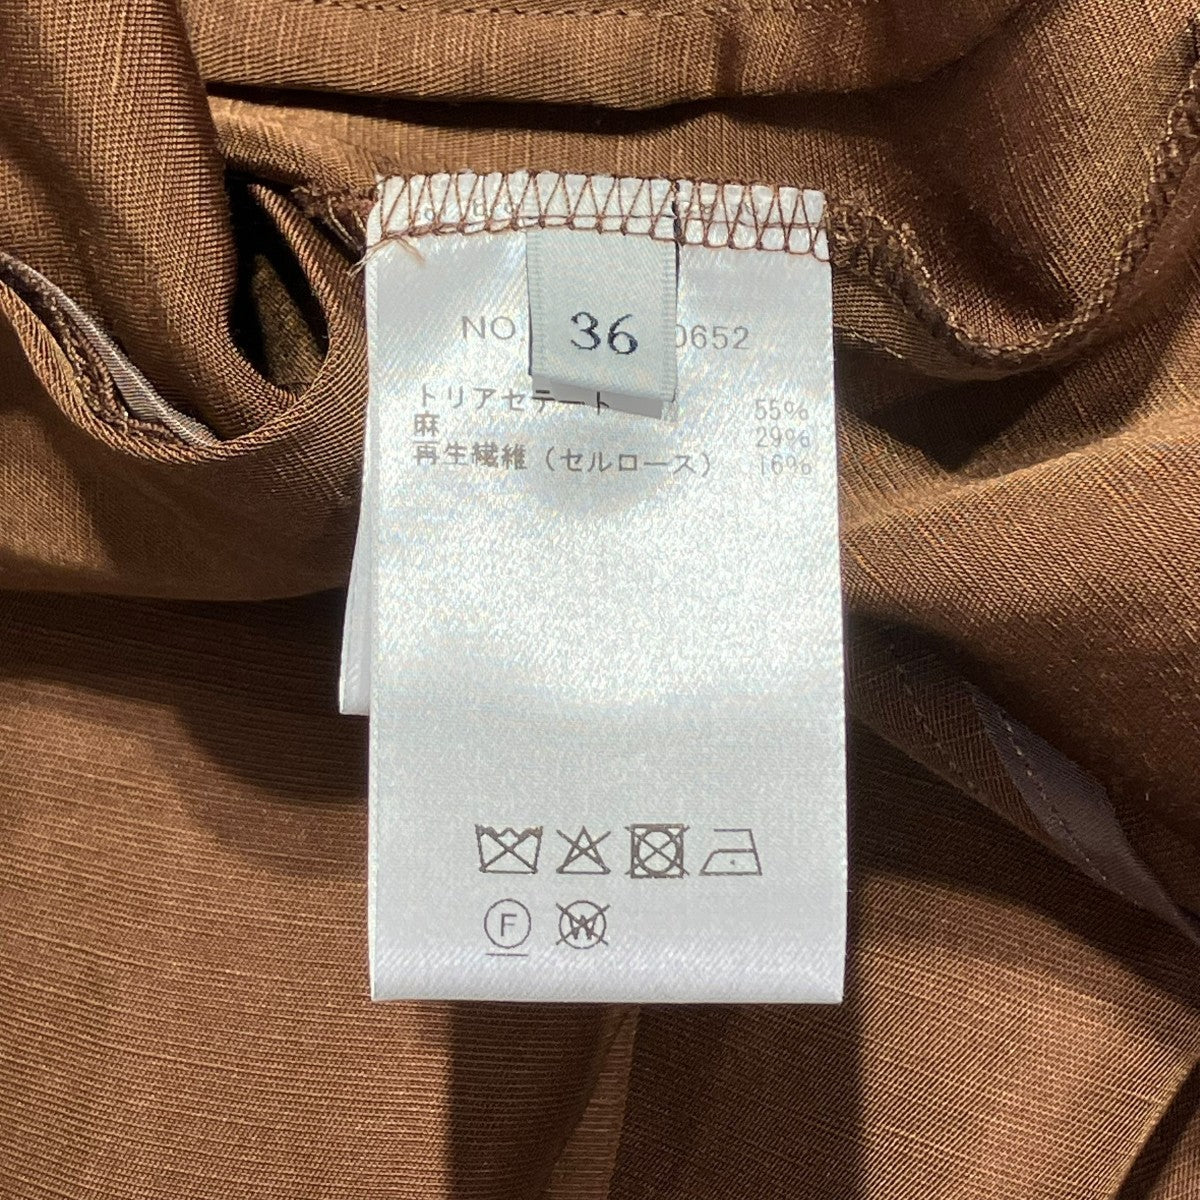 36
NO 0652
トリアセテート 55%
麻 29%
再生繊維（セルロース） 16%
F
W